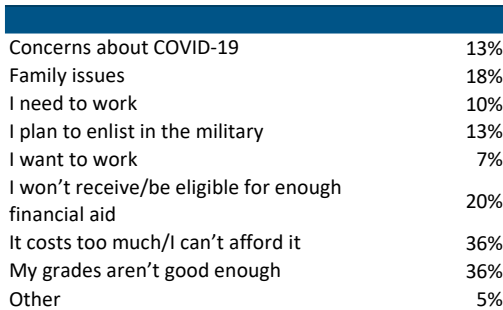 Concerns about COVID-19 13%
Family issues 18%
I need to work 10%
I plan to enlist in the military 13%
I want to work 7%
I won’t receive/be eligible for enough
financial aid 20%
It costs too much/I can’t afford it 36%
My grades aren’t good enough 36%
Other 5%